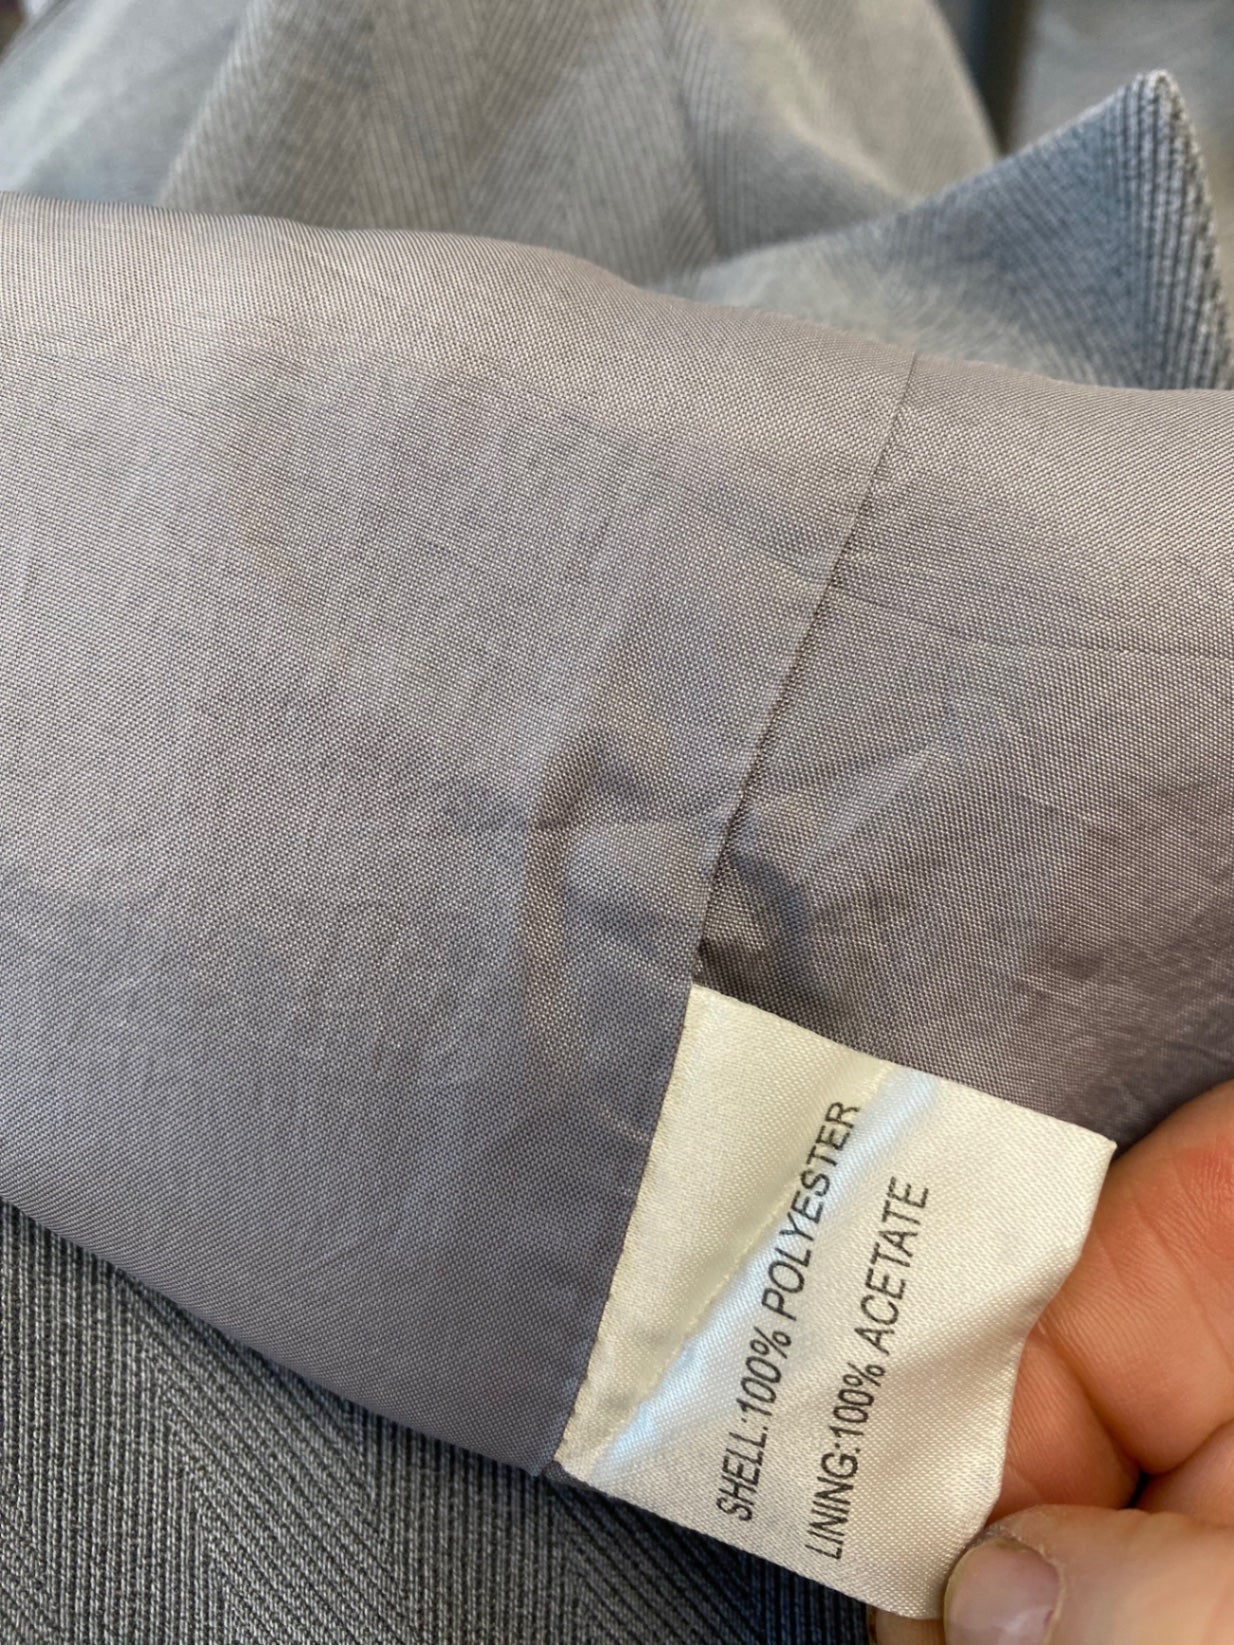 SHELL:100% POLYESTER
LINING:100% ACETATE